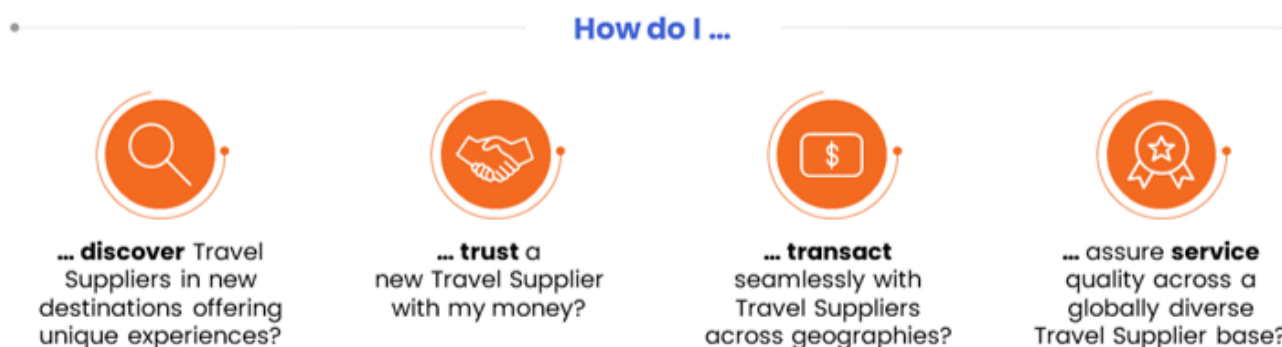 How do I ...
... discover Travel
Suppliers in new
destinations offering
unique experiences?
... trust a
new Travel Supplier
with my money?
$
... transact
seamlessly with
Travel Suppliers
across geographies?
... assure service
quality across a
globally diverse
Travel Supplier base?